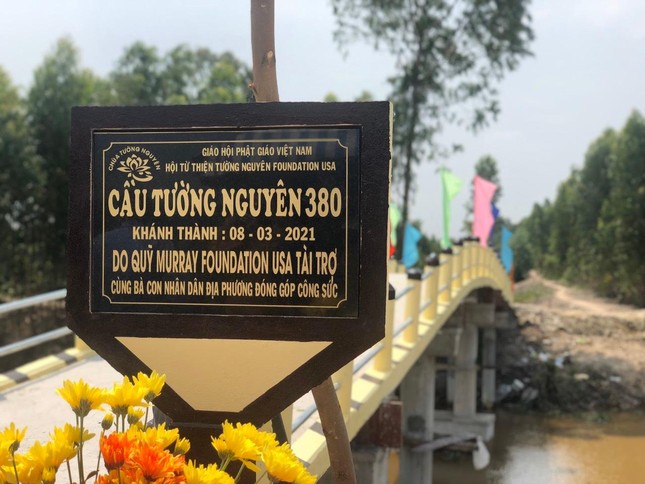 CHÙA TƯỜNG NGUYÊN
GIÁO HỘI PHẬT GIÁO VIỆT NAM
HỘI TỪ THIỆN TƯỜNG NGUYÊN FOUNDATION USA
CẦU TƯỜNG NGUYÊN 380
KHÁNH THÀNH : 08 - 03 - 2021
DO QUỸ MURRAY FOUNDATION USA TÀI TRỢ
CÙNG BÀ CON NHÂN DÂN ĐỊA PHƯƠNG ĐÓNG GÓP CÔNG SỨC